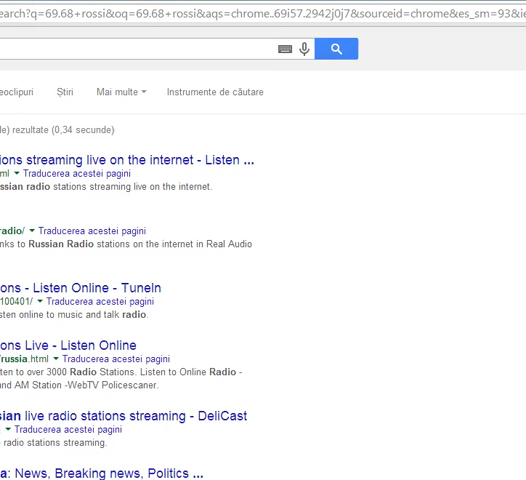 earch?q=69.68+rossi&oq=69.68+rossi&aqs=chrome..69i57.2942j0j7&sourceid=chrome&es_sm=93&ie
eoclipuri Știri Mai multe Instrumente de căutare
le) rezultate (0,34 secunde)
ions streaming live on the internet - Listen ...
ml Traducerea acestei pagini
ssian radio stations streaming live on the internet.
radio/ Traducerea acestei pagini
nks to Russian Radio stations on the internet in Real Audio
ons - Listen Online - TuneIn
100401/ Traducerea acestei pagini
sten online to music and talk radio.
ons Live - Listen Online
/russia.html Traducerea acestei pagini
ten to over 3000 Radio Stations. Listen to Online Radio -
und AM Station -WebTV Policescaner.
sian live radio stations streaming - DeliCast
Traducerea acestei pagini
radio stations streaming.
a: News, Breaking news, Politics ...